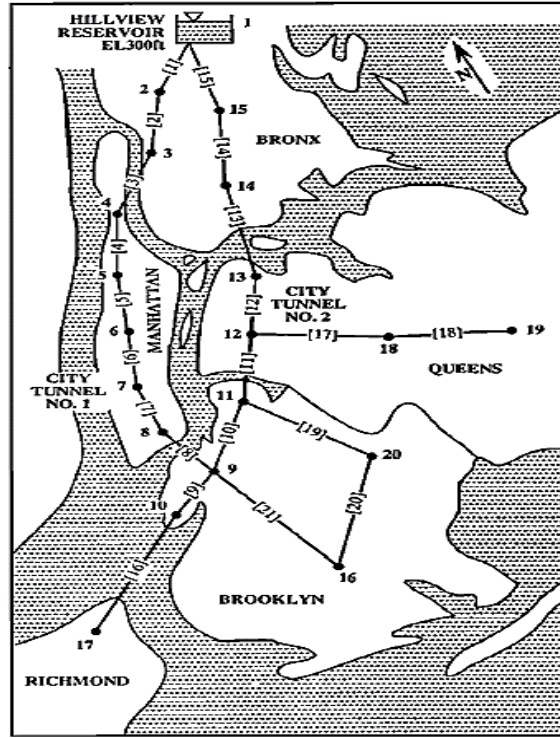 HILLVIEW
RESERVOIR
EL300ft
1
[1]
[15]
2
15
[2]
BRONX
3
[14]
[3]
14
4
[13]
[4]
N
5
13
MANHATTAN
[5]
[12]
CITY
TUNNEL
NO. 2
6
12
[17]
18
[18]
19
[6]
[11]
QUEENS
CITY
TUNNEL
NO. 1
7
11
[7]
[10]
[19]
8
[8]
20
9
[9]
[20]
10
[21]
[16]
16
BROOKLYN
17
RICHMOND